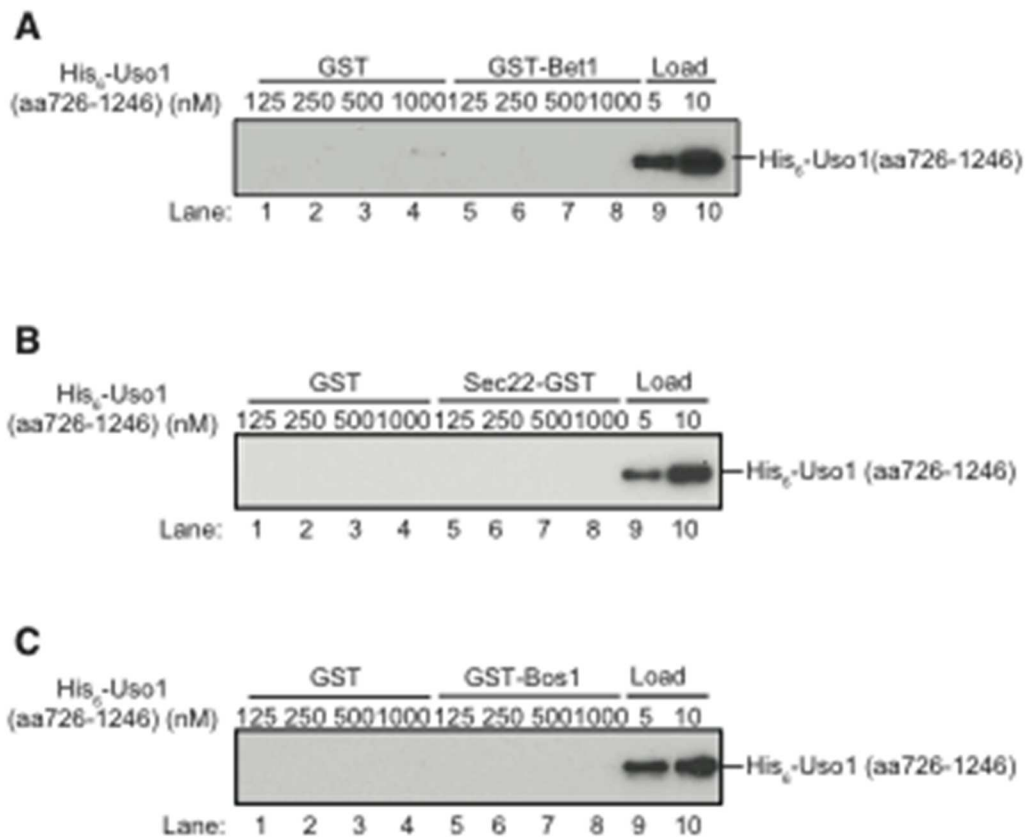 A
GST GST-Bet1 Load
His6-Uso1
(aa726-1246) (nM) 125 250 500 1000 125 250 500 1000 5 10
His6-Uso1(aa726-1246)
Lane: 1 2 3 4 5 6 7 8 9 10
B
GST Sec22-GST Load
His6-Uso1
(aa726-1246) (nM) 125 250 500 1000 125 250 500 1000 5 10
His6-Uso1 (aa726-1246)
Lane: 1 2 3 4 5 6 7 8 9 10
C
GST GST-Bos1 Load
His6-Uso1
(aa726-1246) (nM) 125 250 500 1000 125 250 500 1000 5 10
His6-Uso1 (aa726-1246)
Lane: 1 2 3 4 5 6 7 8 9 10